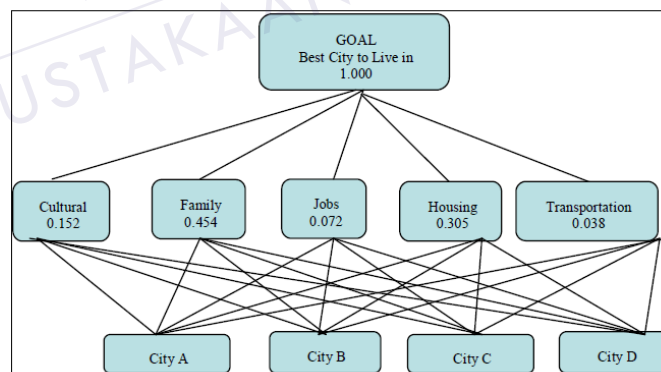 USTAKAAN
GOAL
Best City to Live in
1.000
Cultural
0.152
Family
0.454
Jobs
0.072
Housing
0.305
Transportation
0.038
City A
City B
City C
City D